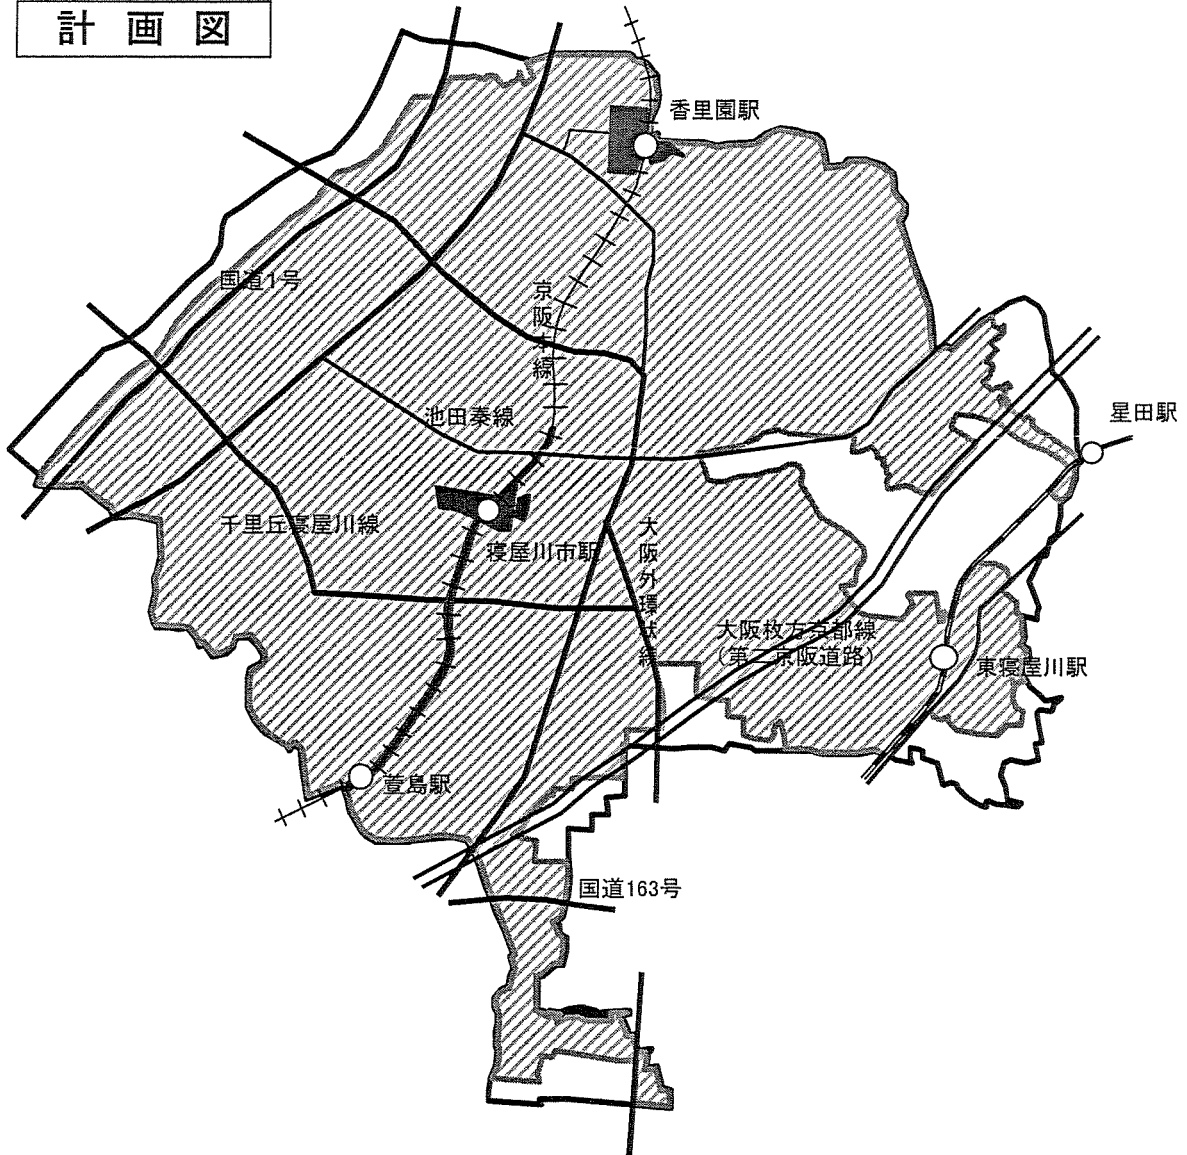 計画図
香里園駅
国道1号
京阪本線
池田秦線
星田駅
千里丘寝屋川線
寝屋川市駅
大阪外環状線
大阪枚方京都線
(第二京阪道路)
東寝屋川駅
萱島駅
国道163号